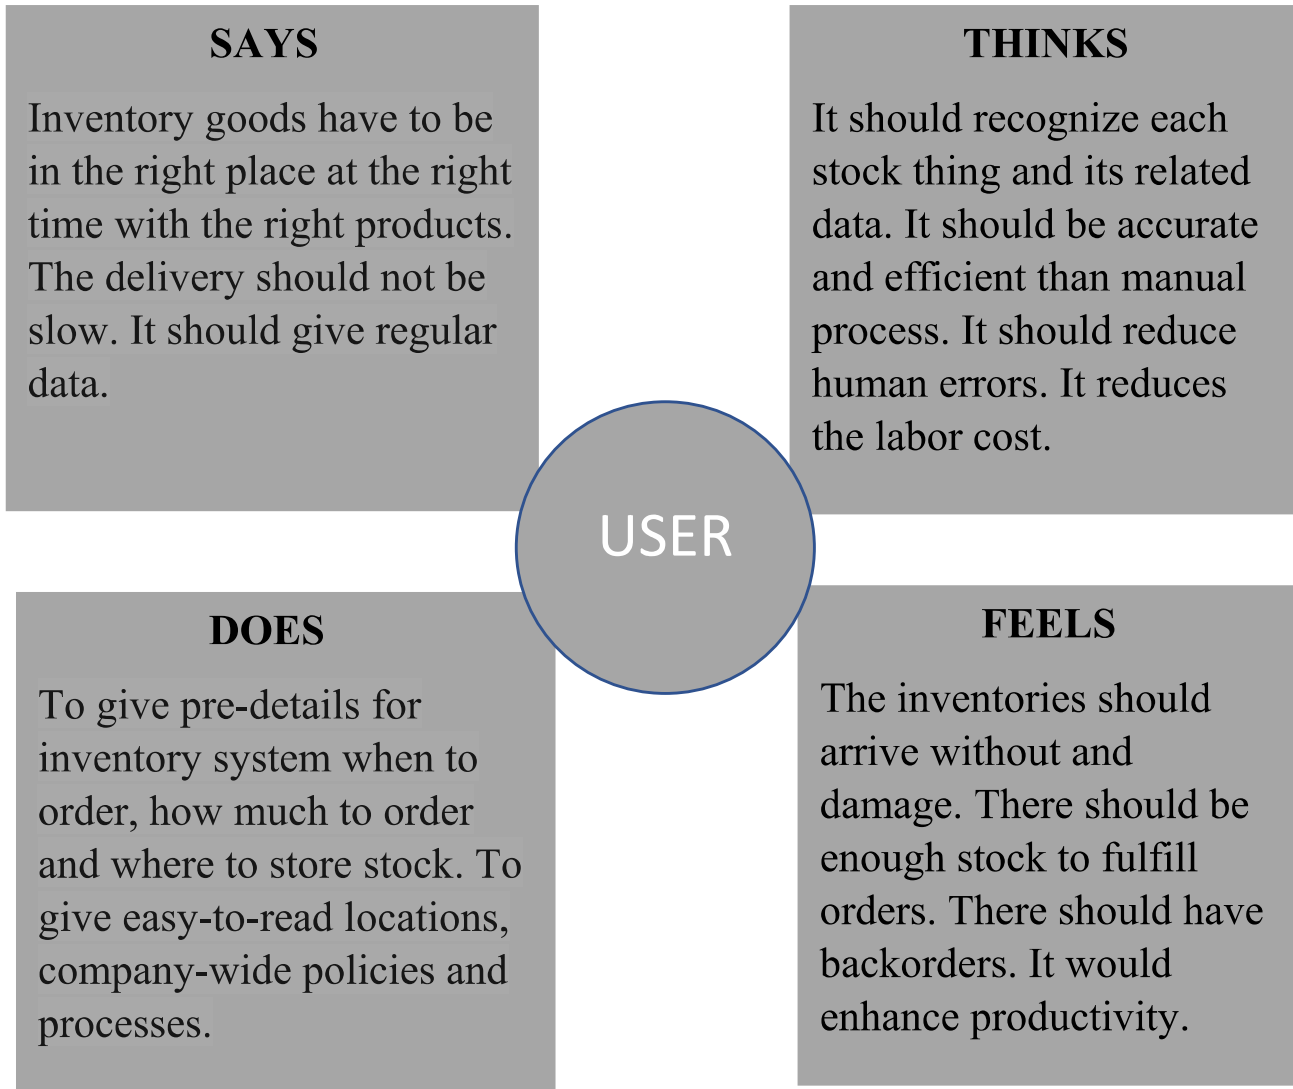 SAYS
Inventory goods have to be
in the right place at the right
time with the right products.
The delivery should not be
slow. It should give regular
data.
THINKS
It should recognize each
stock thing and its related
data. It should be accurate
and efficient than manual
process. It should reduce
human errors. It reduces
the labor cost.
USER
DOES
To give pre-details for
inventory system when to
order, how much to order
and where to store stock. To
give easy-to-read locations,
company-wide policies and
processes.
FEELS
The inventories should
arrive without and
damage. There should be
enough stock to fulfill
orders. There should have
backorders. It would
enhance productivity.